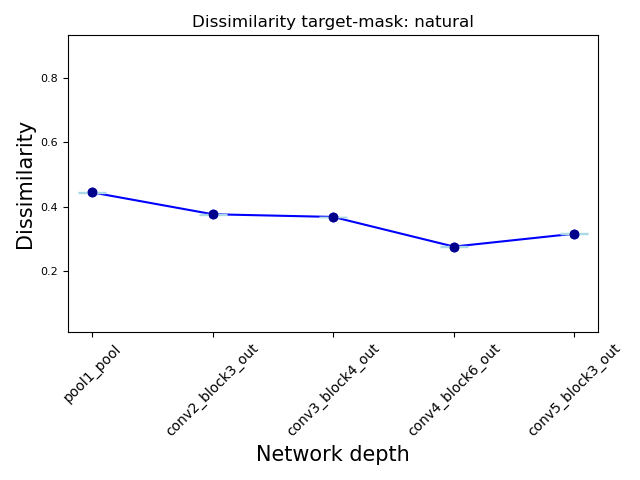 Dissimilarity target-mask: natural
Dissimilarity
0.8
0.6
0.4
0.2
pool1_pool
conv2_block3_out
conv3_block4_out
conv4_block6_out
conv5_block3_out
Network depth